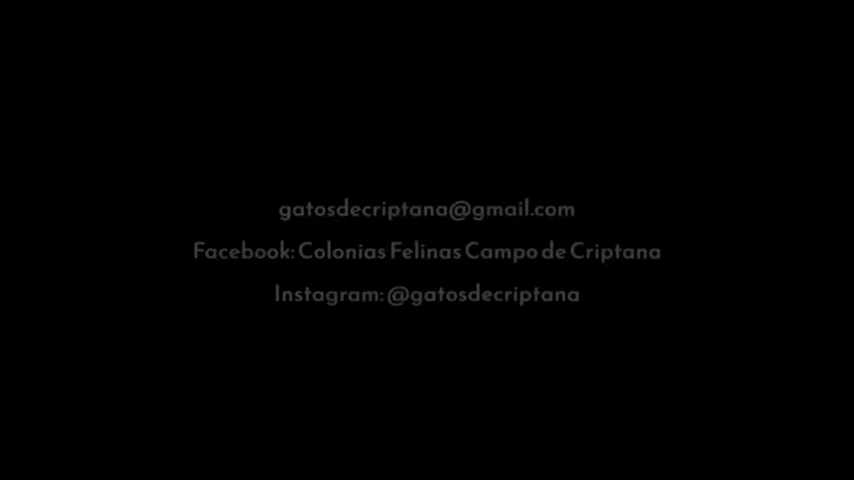 gatosdecriptana@gmail.com
Facebook: Colonias Felinas Campo de Criptana
Instagram: @gatosdecriptana